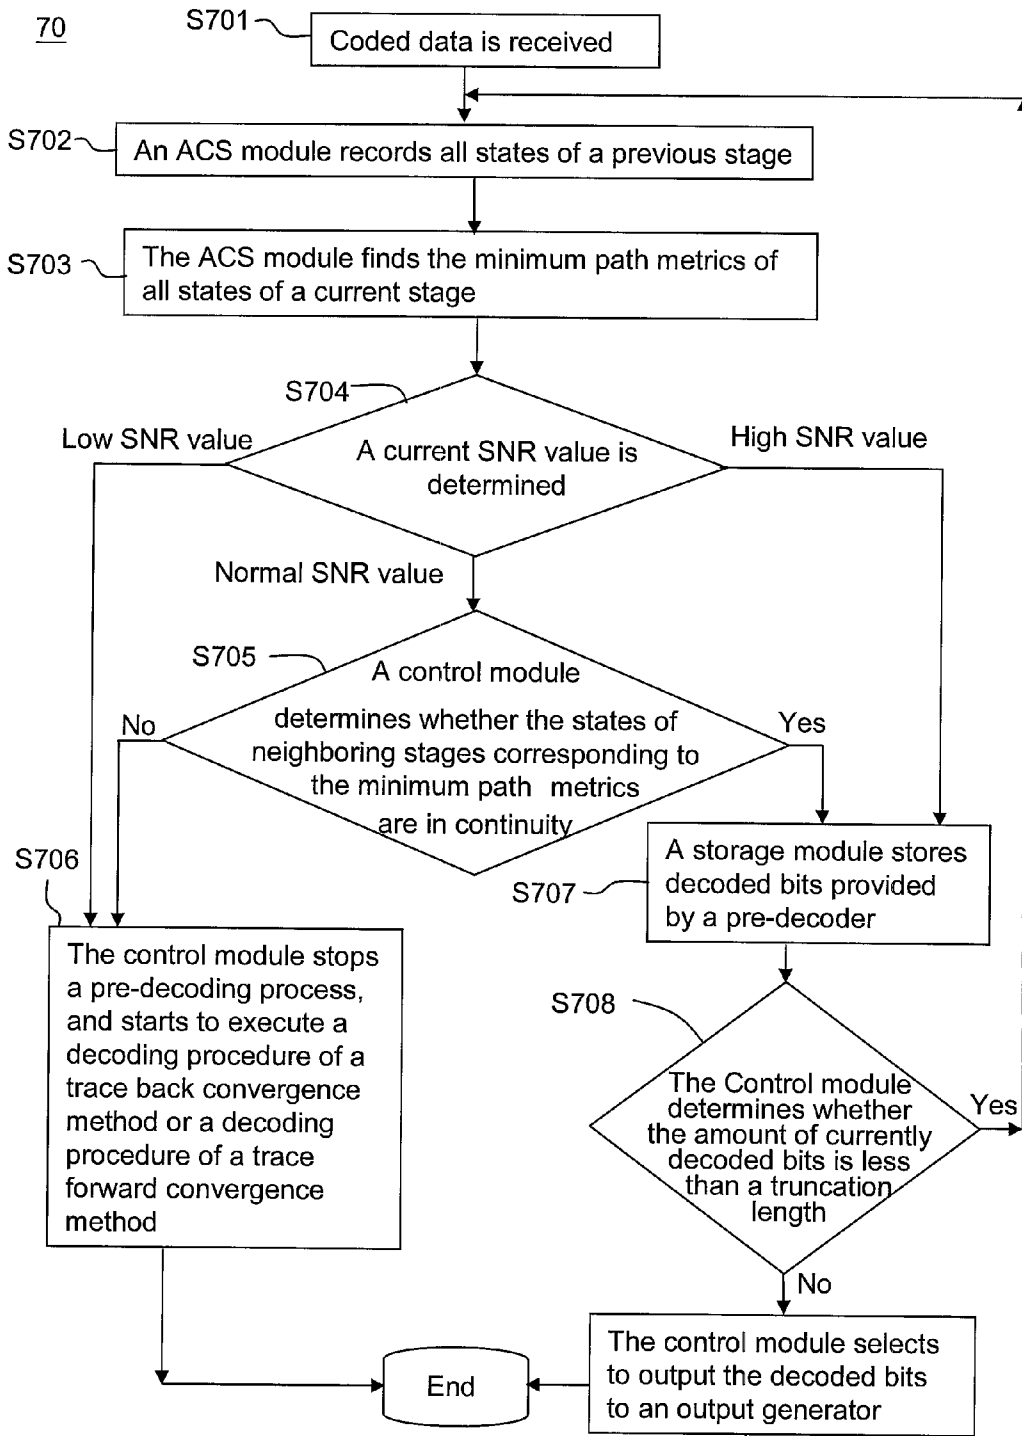 70
S701
Coded data is received
S702
An ACS module records all states of a previous stage
S703
The ACS module finds the minimum path metrics of
all states of a current stage
S704
Low SNR value
High SNR value
A current SNR value is
determined
Normal SNR value
S705
A control module
No
determines whether the states of
Yes
neighboring stages corresponding to
the minimum path metrics
are in continuity
S706
The control module stops
a pre-decoding process,
and starts to execute a
decoding procedure of a
trace back convergence
method or a decoding
procedure of a trace
forward convergence
method
S707
A storage module stores
decoded bits provided
by a pre-decoder
S708
The Control module
determines whether
the amount of currently
decoded bits is less
than a truncation
length
Yes
No
The control module selects
to output the decoded bits
to an output generator
End